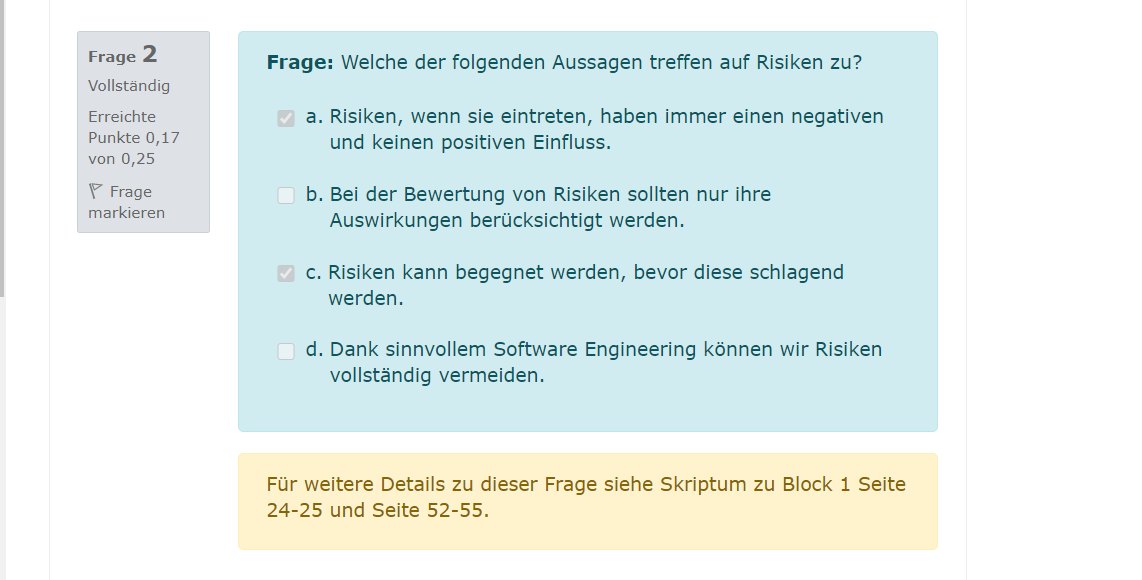 Frage 2
Vollständig
Erreichte
Punkte 0,17
von 0,25
Frage
markieren
Frage: Welche der folgenden Aussagen treffen auf Risiken zu?
a. Risiken, wenn sie eintreten, haben immer einen negativen
und keinen positiven Einfluss.
b. Bei der Bewertung von Risiken sollten nur ihre
Auswirkungen berücksichtigt werden.
c. Risiken kann begegnet werden, bevor diese schlagend
werden.
d. Dank sinnvollem Software Engineering können wir Risiken
vollständig vermeiden.
Für weitere Details zu dieser Frage siehe Skriptum zu Block 1 Seite
24-25 und Seite 52-55.